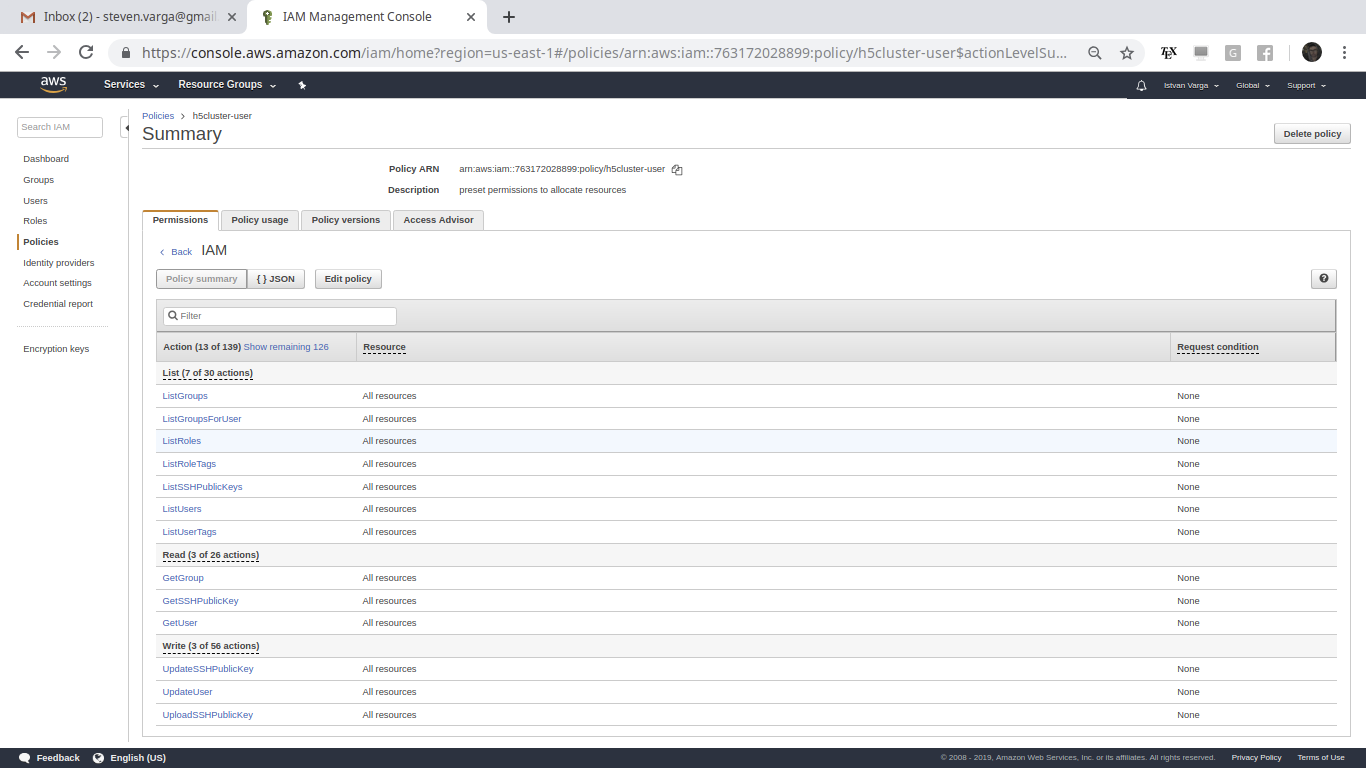 Inbox (2) - steven.varga@gmai
IAM Management Console
https://console.aws.amazon.com/iam/home?region=us-east-1#/policies/arn:aws:iam::763172028899:policy/h5cluster-user$actionLevelSu...
aws Services Resource Groups Istvan Varga Global Support
Search IAM
Dashboard
Groups
Users
Roles
Policies
Identity providers
Account settings
Credential report
Encryption keys
Policies > h5cluster-user
Summary
Delete policy
Policy ARN arn:aws:iam::763172028899:policy/h5cluster-user
Description preset permissions to allocate resources
Permissions Policy usage Policy versions Access Advisor
Back IAM
Policy summary { } JSON Edit policy
Filter
Action (13 of 139) Show remaining 126 Resource Request condition
List (7 of 30 actions)
ListGroups All resources None
ListGroupsForUser All resources None
ListRoles All resources None
ListRoleTags All resources None
ListSSHPublicKeys All resources None
ListUsers All resources None
ListUserTags All resources None
Read (3 of 26 actions)
GetGroup All resources None
GetSSHPublicKey All resources None
GetUser All resources None
Write (3 of 56 actions)
UpdateSSHPublicKey All resources None
UpdateUser All resources None
UploadSSHPublicKey All resources None
Feedback English (US) © 2008 - 2019, Amazon Web Services, Inc. or its affiliates. All rights reserved. Privacy Policy Terms of Use